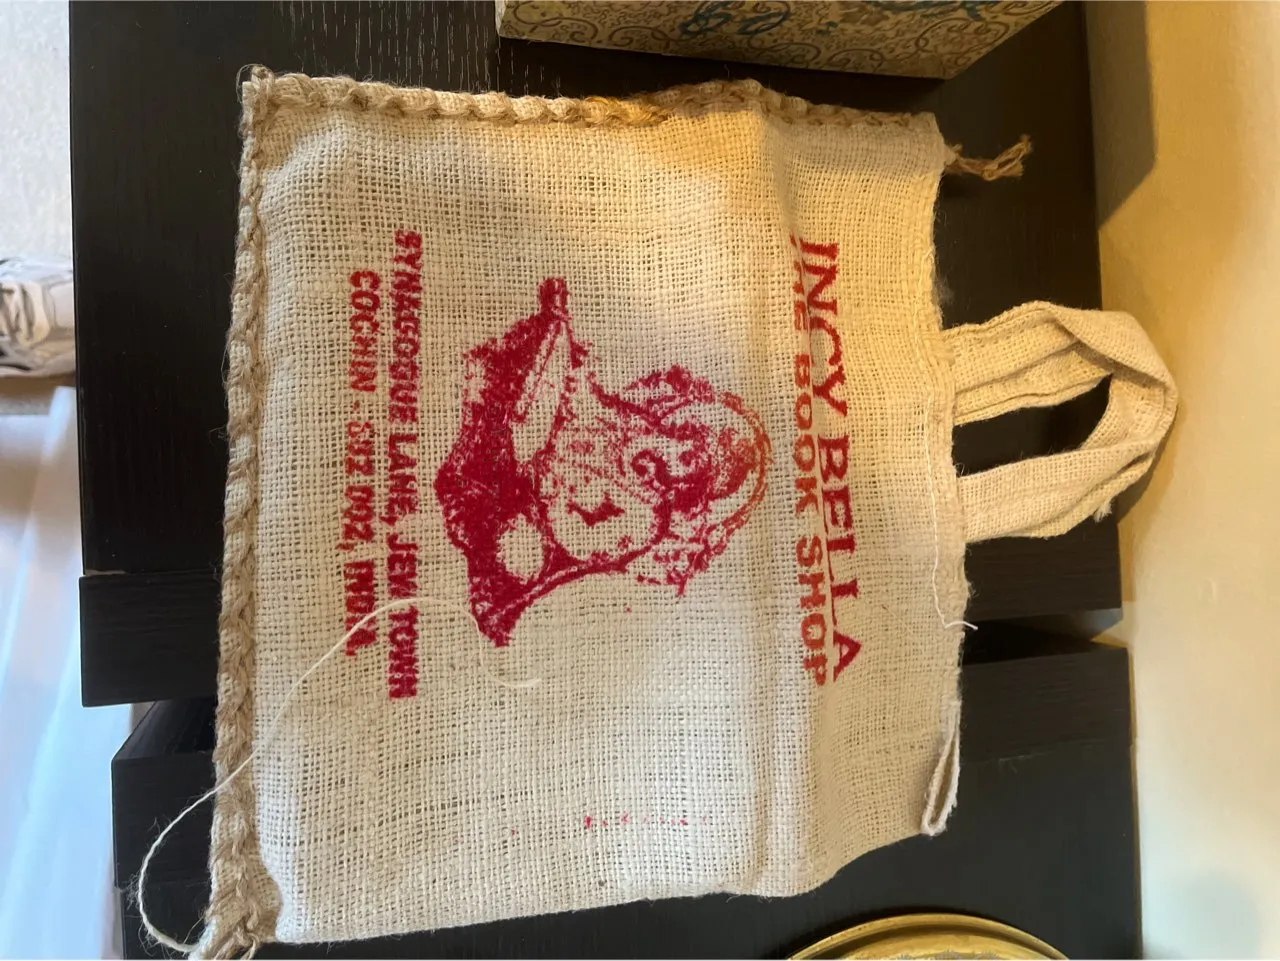 INCY BELLA
THE BOOK SHOP
SYNAGOGUE LANE, JEW TOWN
COCHIN - 682 002, INDIA.